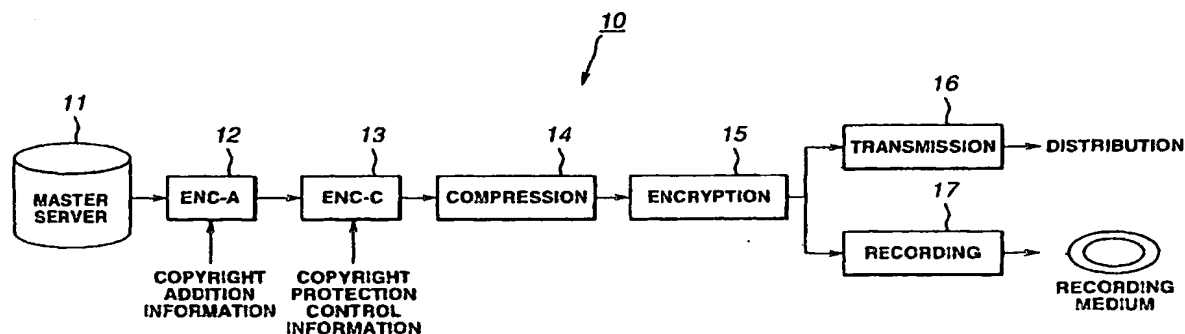 10
11
12
13
14
15
16
17
MASTER
SERVER
ENC-A
ENC-C
COMPRESSION
ENCRYPTION
TRANSMISSION
DISTRIBUTION
RECORDING
COPYRIGHT
ADDITION
INFORMATION
COPYRIGHT
PROTECTION
CONTROL
INFORMATION
RECORDING
MEDIUM